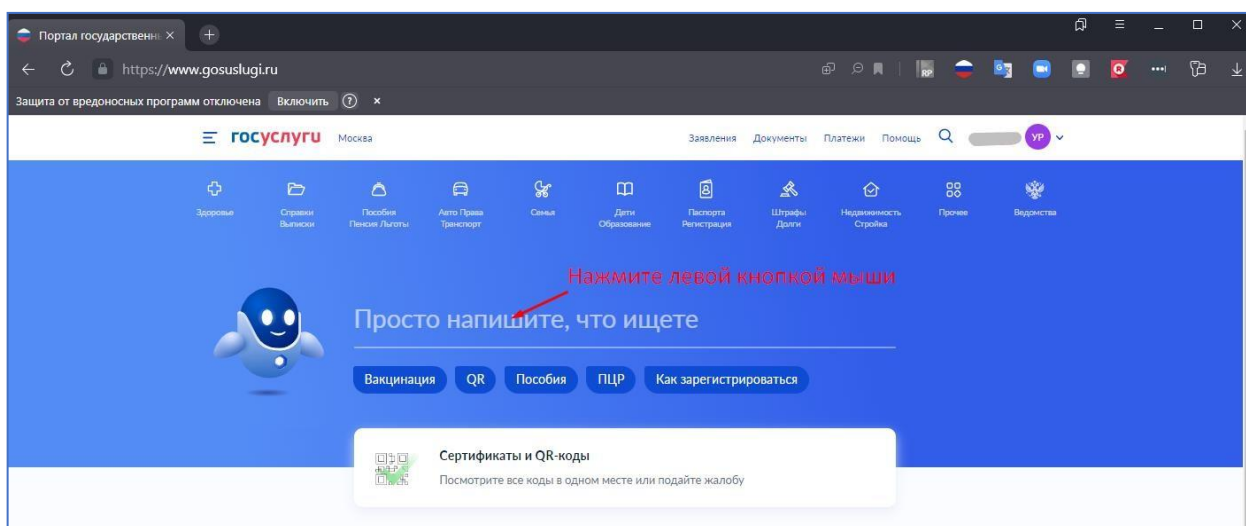 Портал государственны
https://www.gosuslugi.ru
RP
Защита от вредоносных программ отключена Включить ? ×
госуслуги Москва Заявления Документы Платежи Помощь УР
Здоровье
Справки
Выписки
Пособия
Пенсия Льготы
Авто Права
Транспорт
Семья
Дети
Образование
Паспорта
Регистрация
Штрафы
Долги
Недвижимость
Стройка
Прочее
Ведомства
Нажмите левой кнопкой мыши
Просто напишите, что ищете
Вакцинация QR Пособия ПЦР Как зарегистрироваться
Сертификаты и QR-коды
Посмотрите все коды в одном месте или подайте жалобу